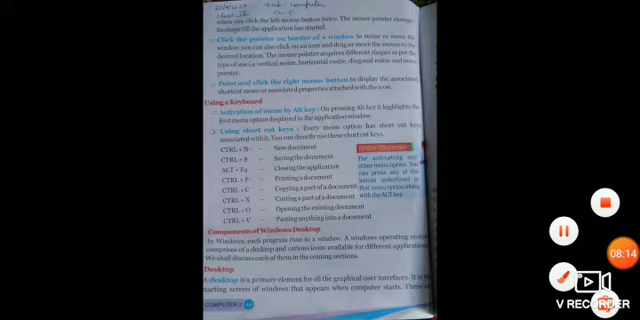 Sub - Computer
when you click the left mouse button twice. The mouse pointer changes
its shape till the application has started.
Click the pointer on border of a window to resize or move the
window you can also click on an icon and drag or move the mouse to the
desired location. The mouse pointer acquires different shapes as per the
type of use i.e vertical resize, horizontal resize, diagonal resize and move
pointer.
Point and click the right mouse button to display the associated
shortcut menu or associated properties attached with the icon.
Using a Keyboard
Activation of menu by Alt key : On pressing Alt key it highlights the
first menu option displayed in the application window.
Using short cut keys : Every menu option has short cut keys
associated with it. You can directly use these short cut keys.
CTRL + N - New document
CTRL + S - Saving the document
ALT + F4 - Closing the application
CTRL + P - Printing a document
CTRL + C - Copying a part of a document
CTRL + X - Cutting a part of a document
CTRL + O - Opening the existing document
CTRL + V - Pasting anything into a document
For activating any
other menu option. You
can press any of the
letters underlined in
that menu option along
with the ALT key
Components of Windows Desktop
In Windows, each program runs in a window. A windows operating system
comprises of a desktop and various icons available for different applications.
We shall discuss each of them in the coming sections.
Desktop
A desktop is a primary element for all the graphical user interfaces. It is the
starting screen of windows that appears when computer starts. There
COMPUTER
08:14
V RECORDER